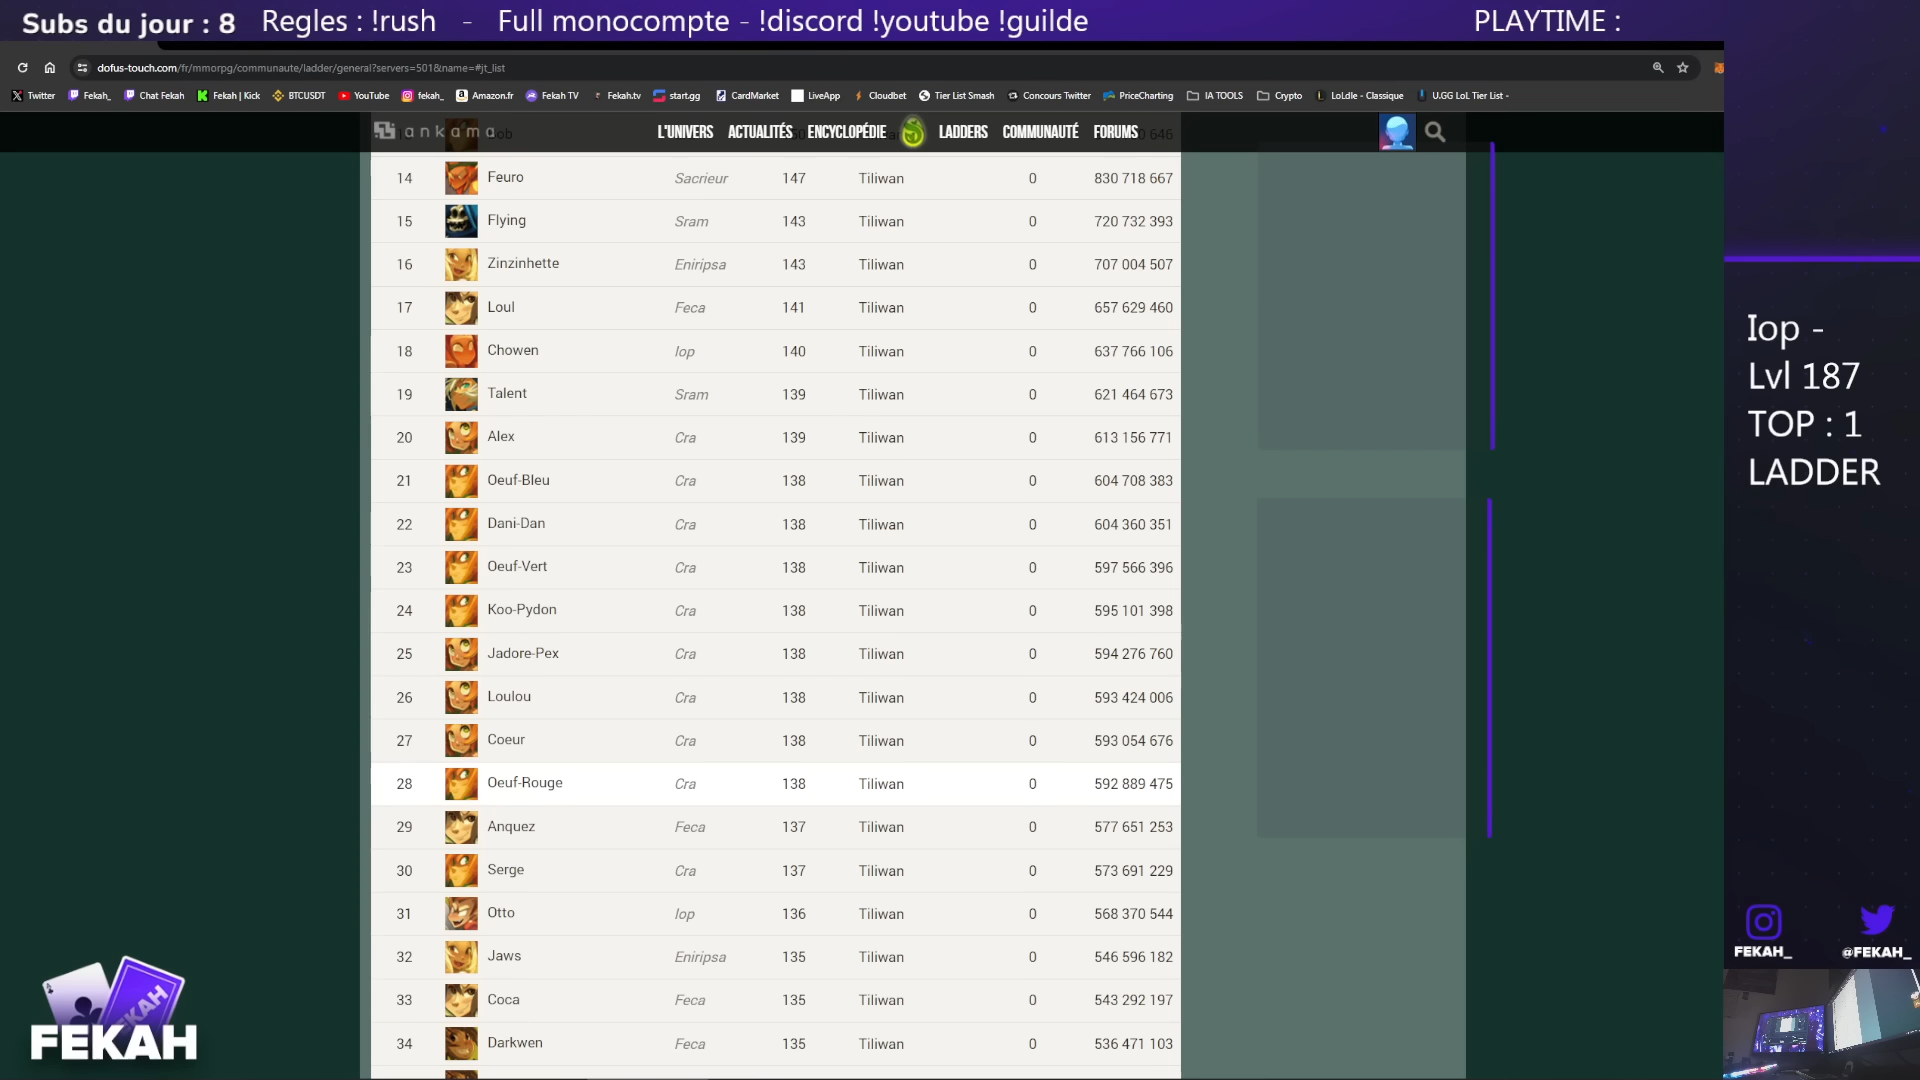 Subs du jour : 8 Regles : !rush - Full monocompte - !discord !youtube !guilde PLAYTIME :
dofus-touch.com/fr/mmorpg/communaute/ladder/general?servers=501&name=#jt_list
Twitter Fekah_ Chat Fekah Fekah | Kick BTCUSDT YouTube fekah_ Amazon.fr Fekah TV Fekah.tv start.gg CardMarket LiveApp Cloudbet Tier List Smash Concours Twitter PriceCharting IA TOOLS Crypto LoLdle - Classique U.GG LoL Tier List -
ankama L'UNIVERS ACTUALITÉS ENCYCLOPÉDIE LADDERS COMMUNAUTÉ FORUMS 646
14 Feuro Sacrieur 147 Tiliwan 0 830 718 667
15 Flying Sram 143 Tiliwan 0 720 732 393
16 Zinzinhette Eniripsa 143 Tiliwan 0 707 004 507
17 Loul Feca 141 Tiliwan 0 657 629 460
18 Chowen Iop 140 Tiliwan 0 637 766 106
19 Talent Sram 139 Tiliwan 0 621 464 673
20 Alex Cra 139 Tiliwan 0 613 156 771
21 Oeuf-Bleu Cra 138 Tiliwan 0 604 708 383
22 Dani-Dan Cra 138 Tiliwan 0 604 360 351
23 Oeuf-Vert Cra 138 Tiliwan 0 597 566 396
24 Koo-Pydon Cra 138 Tiliwan 0 595 101 398
25 Jadore-Pex Cra 138 Tiliwan 0 594 276 760
26 Loulou Cra 138 Tiliwan 0 593 424 006
27 Coeur Cra 138 Tiliwan 0 593 054 676
28 Oeuf-Rouge Cra 138 Tiliwan 0 592 889 475
29 Anquez Feca 137 Tiliwan 0 577 651 253
30 Serge Cra 137 Tiliwan 0 573 691 229
31 Otto Iop 136 Tiliwan 0 568 370 544
32 Jaws Eniripsa 135 Tiliwan 0 546 596 182
33 Coca Feca 135 Tiliwan 0 543 292 197
34 Darkwen Feca 135 Tiliwan 0 536 471 103
Iop -
Lvl 187
TOP : 1
LADDER
FEKAH_ @FEKAH_
FEKAH
FEKAH